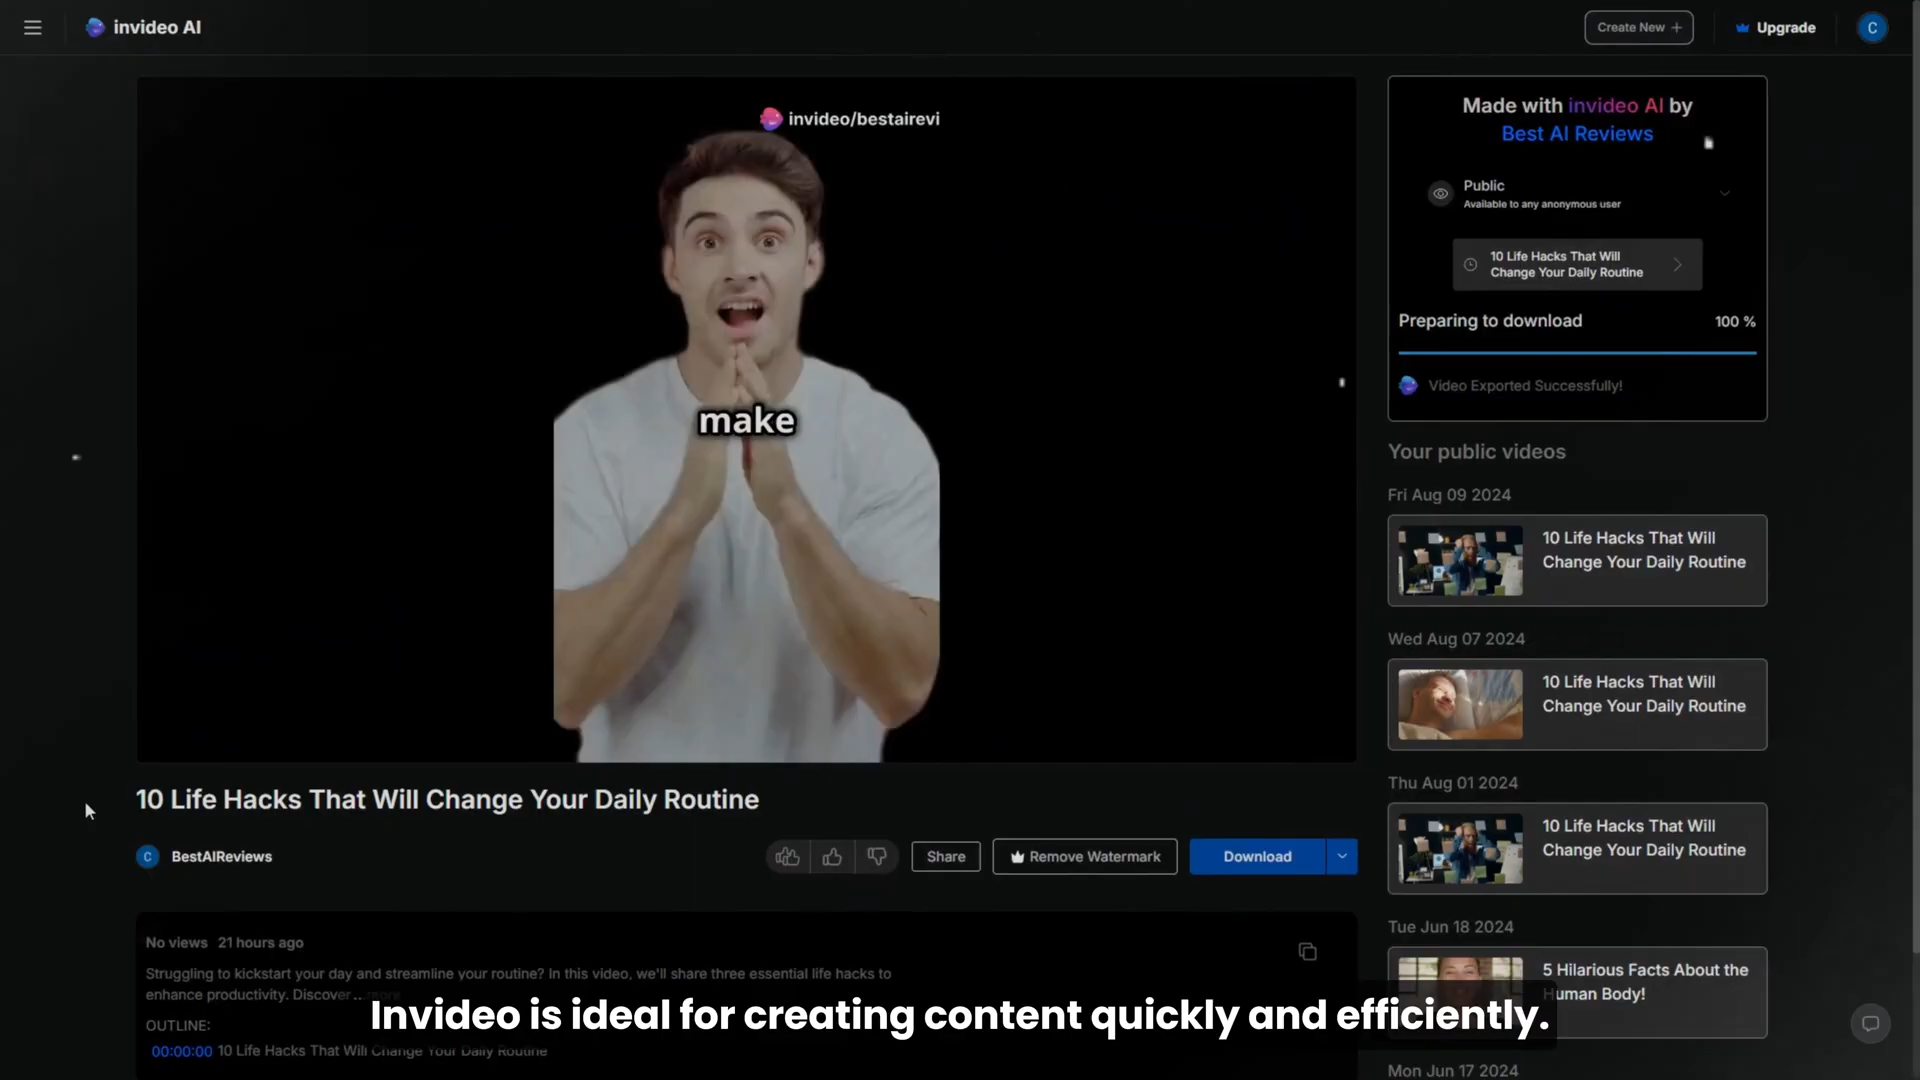 invideo AI
Create New +
Upgrade
C
invideo/bestairevi
make
Made with invideo AI by
Best AI Reviews
Public
Available to any anonymous user
10 Life Hacks That Will
Change Your Daily Routine
Preparing to download
100 %
Video Exported Successfully!
Your public videos
Fri Aug 09 2024
10 Life Hacks That Will
Change Your Daily Routine
Wed Aug 07 2024
10 Life Hacks That Will
Change Your Daily Routine
Thu Aug 01 2024
10 Life Hacks That Will
Change Your Daily Routine
Tue Jun 18 2024
5 Hilarious Facts About the
Human Body!
Mon Jun 17 2024
10 Life Hacks That Will Change Your Daily Routine
C
BestAIReviews
Share
Remove Watermark
Download
No views 21 hours ago
Struggling to kickstart your day and streamline your routine? In this video, we'll share three essential life hacks to
enhance productivity. Discover ... more
OUTLINE:
00:00:00 10 Life Hacks That Will Change Your Daily Routine
Invideo is ideal for creating content quickly and efficiently.